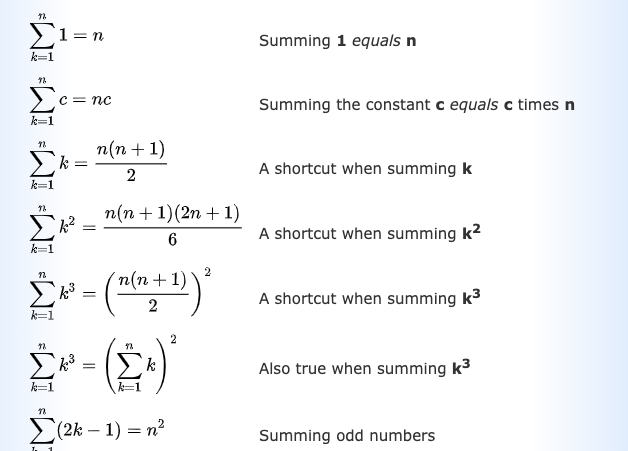 $\sum_{k=1}^{n} 1 = n$ Summing 1 equals n
$\sum_{k=1}^{n} c = nc$ Summing the constant c equals c times n
$\sum_{k=1}^{n} k = \frac{n(n+1)}{2}$ A shortcut when summing k
$\sum_{k=1}^{n} k^2 = \frac{n(n+1)(2n+1)}{6}$ A shortcut when summing k²
$\sum_{k=1}^{n} k^3 = \left(\frac{n(n+1)}{2}\right)^2$ A shortcut when summing k³
$\sum_{k=1}^{n} k^3 = \left(\sum_{k=1}^{n} k\right)^2$ Also true when summing k³
$\sum_{k=1}^{n} (2k-1) = n^2$ Summing odd numbers